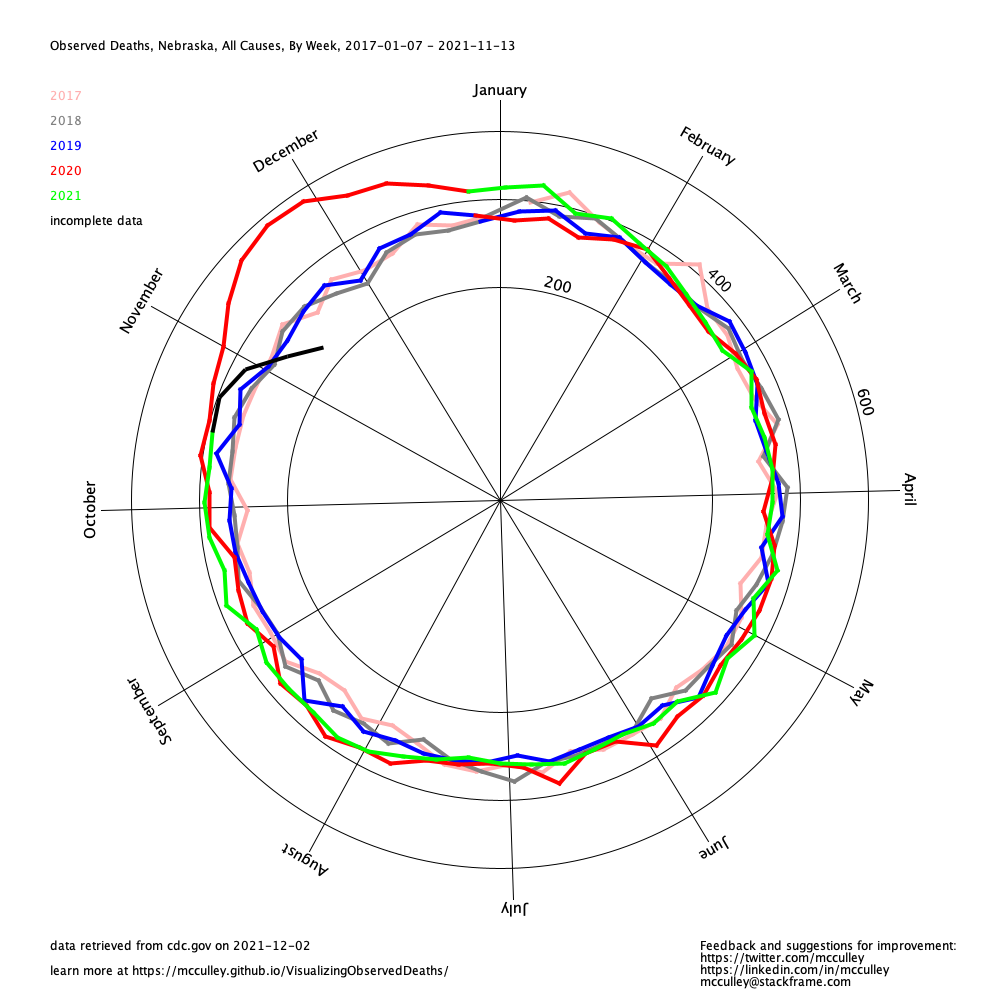 Observed Deaths, Nebraska, All Causes, By Week, 2017-01-07 - 2021-11-13
2017
2018
2019
2020
2021
incomplete data
January
February
March
April
May
June
July
August
September
October
November
December
200
400
600
data retrieved from cdc.gov on 2021-12-02
learn more at https://mcculley.github.io/VisualizingObservedDeaths/
Feedback and suggestions for improvement:
https://twitter.com/mcculley
https://linkedin.com/in/mcculley
mcculley@stackframe.com